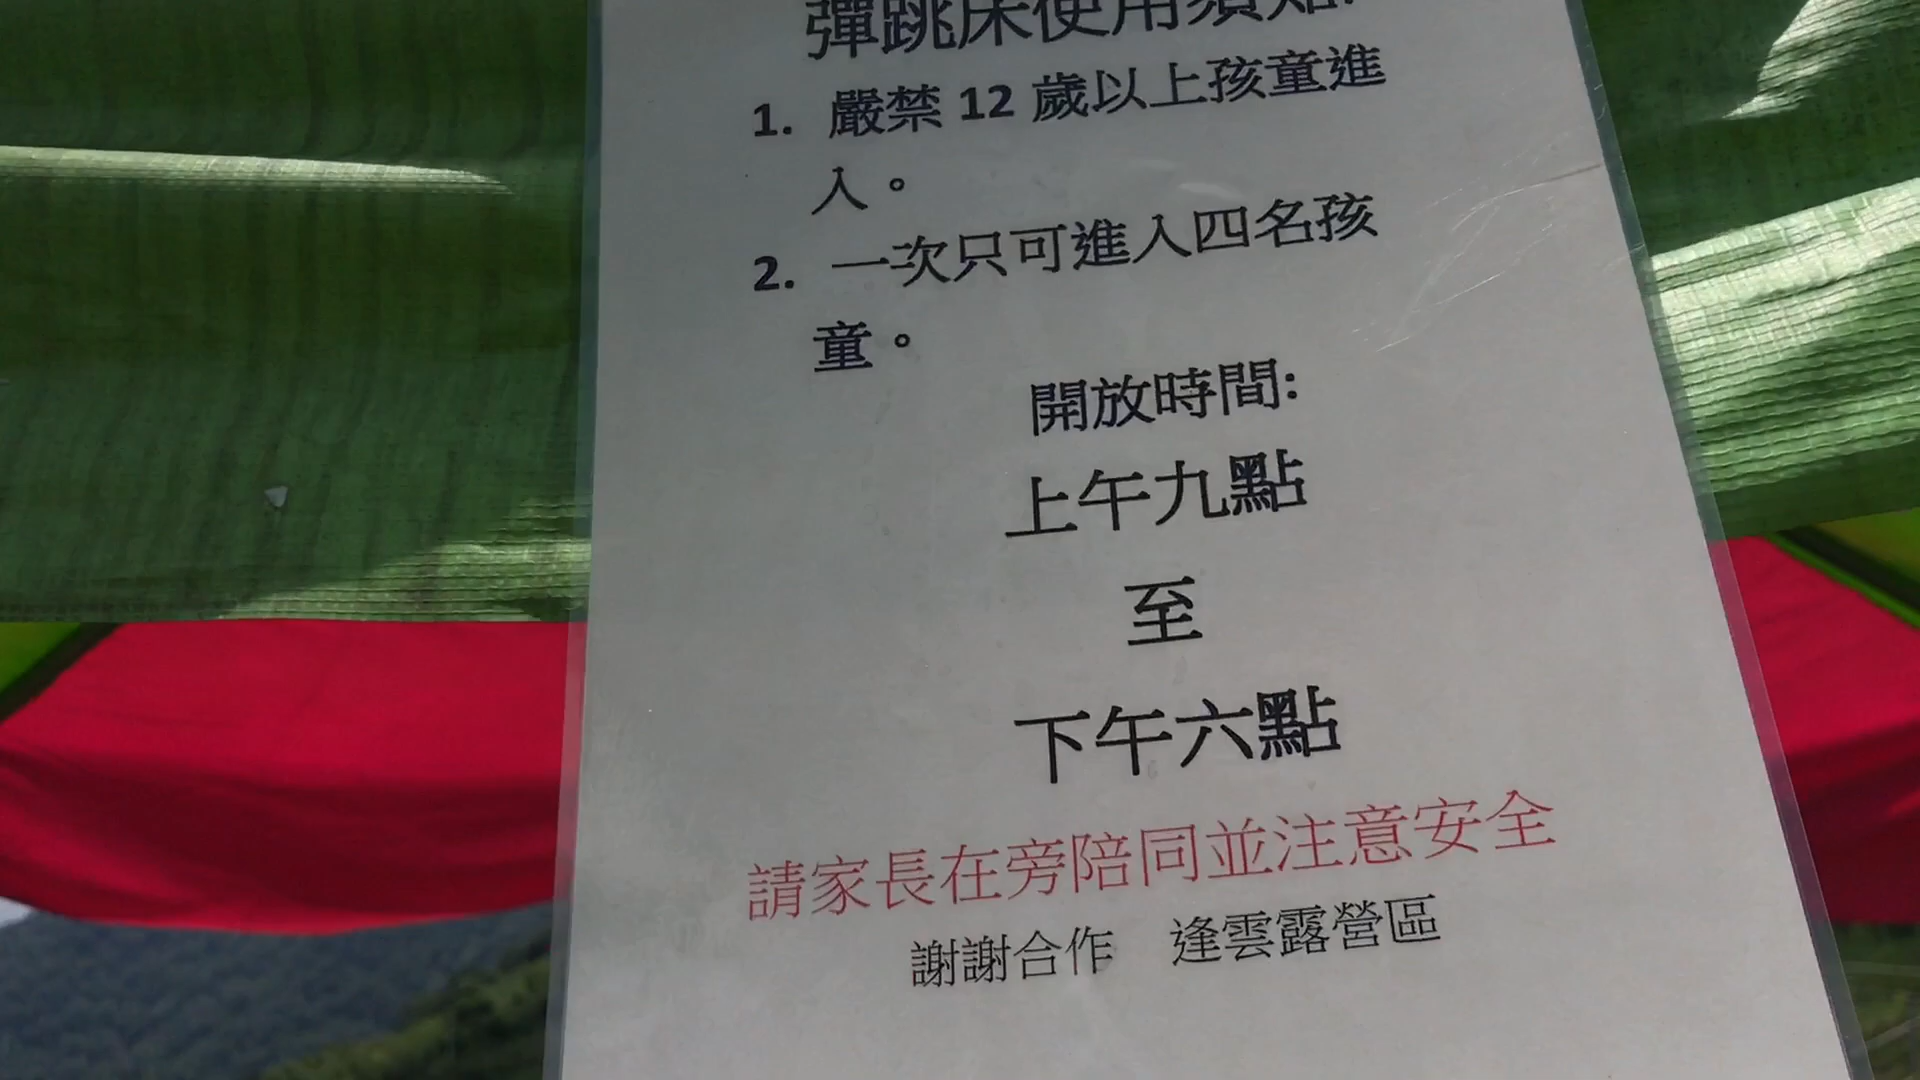 彈跳床使用須知:
1. 嚴禁 12 歲以上孩童進
入。
2. 一次只可進入四名孩
童。
開放時間:
上午九點
至
下午六點
請家長在旁陪同並注意安全
謝謝合作 逢雲露營區